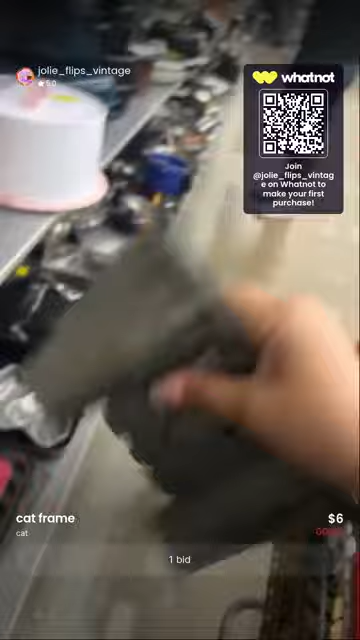 jolie_flips_vintage
5.0
whatnot
Join
@jolie_flips_vintag
e on Whatnot to
make your first
purchase!
cat frame
$6
cat
1 bid